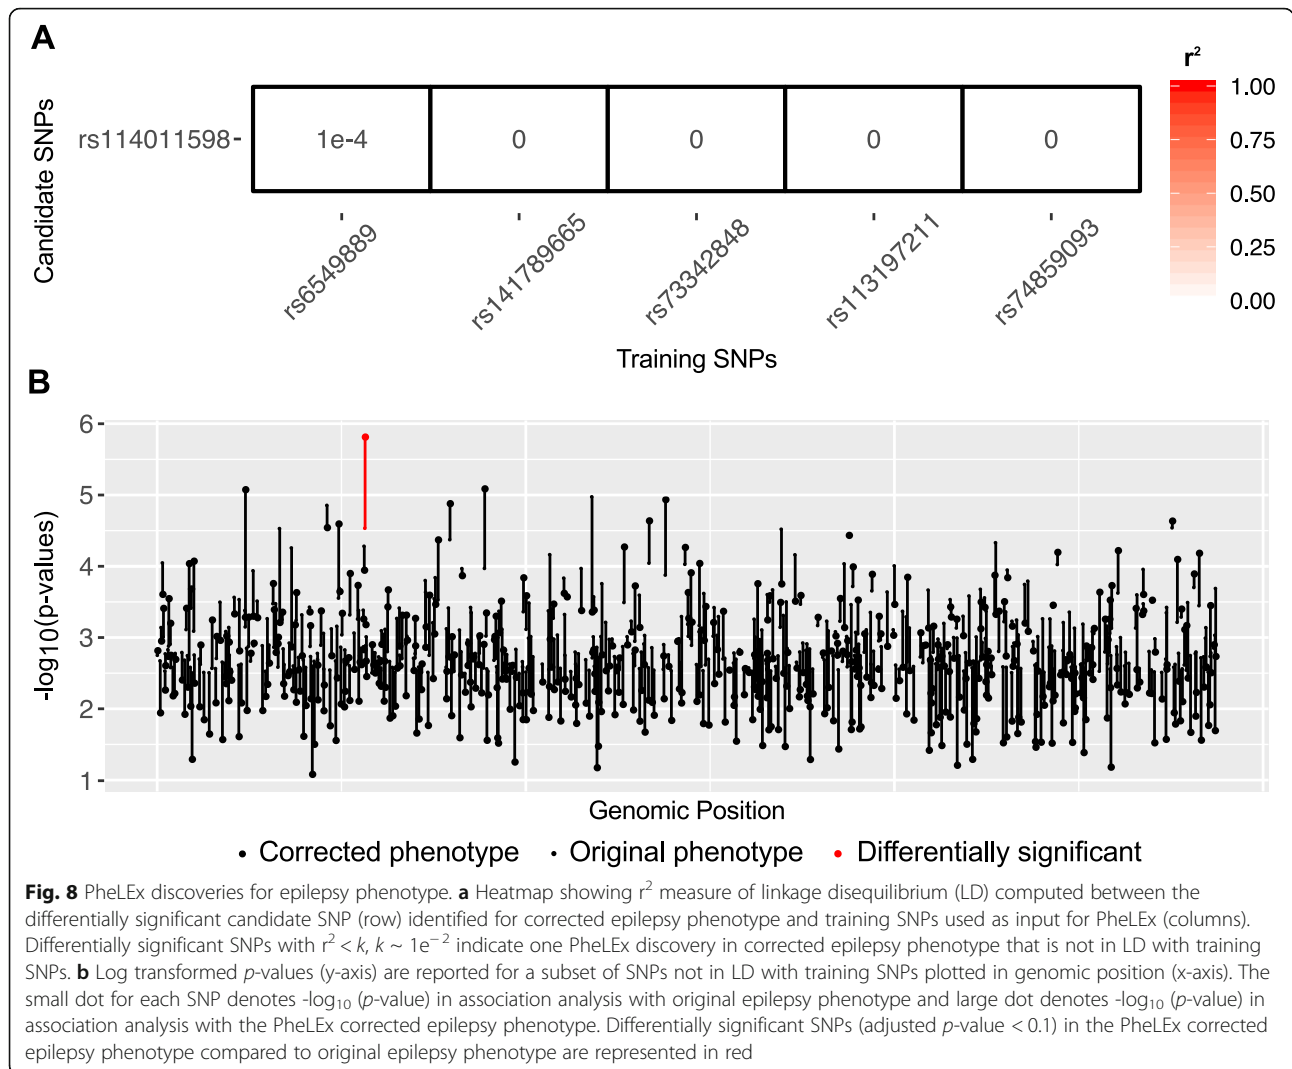 A
r²
Candidate SNPs
rs114011598
1e-4 0 0 0 0
1.00
0.75
0.50
0.25
0.00
rs6549889 rs141789665 rs73342848 rs113197211 rs74859093
Training SNPs
B
-log10(p-values)
6
5
4
3
2
1
Genomic Position
Corrected phenotype Original phenotype Differentially significant
Fig. 8 PheLEx discoveries for epilepsy phenotype. a Heatmap showing r² measure of linkage disequilibrium (LD) computed between the
differentially significant candidate SNP (row) identified for corrected epilepsy phenotype and training SNPs used as input for PheLEx (columns).
Differentially significant SNPs with r² < k, k ~ 1e⁻² indicate one PheLEx discovery in corrected epilepsy phenotype that is not in LD with training
SNPs. b Log transformed p-values (y-axis) are reported for a subset of SNPs not in LD with training SNPs plotted in genomic position (x-axis). The
small dot for each SNP denotes -log₁₀ (p-value) in association analysis with original epilepsy phenotype and large dot denotes -log₁₀ (p-value) in
association analysis with the PheLEx corrected epilepsy phenotype. Differentially significant SNPs (adjusted p-value < 0.1) in the PheLEx corrected
epilepsy phenotype compared to original epilepsy phenotype are represented in red